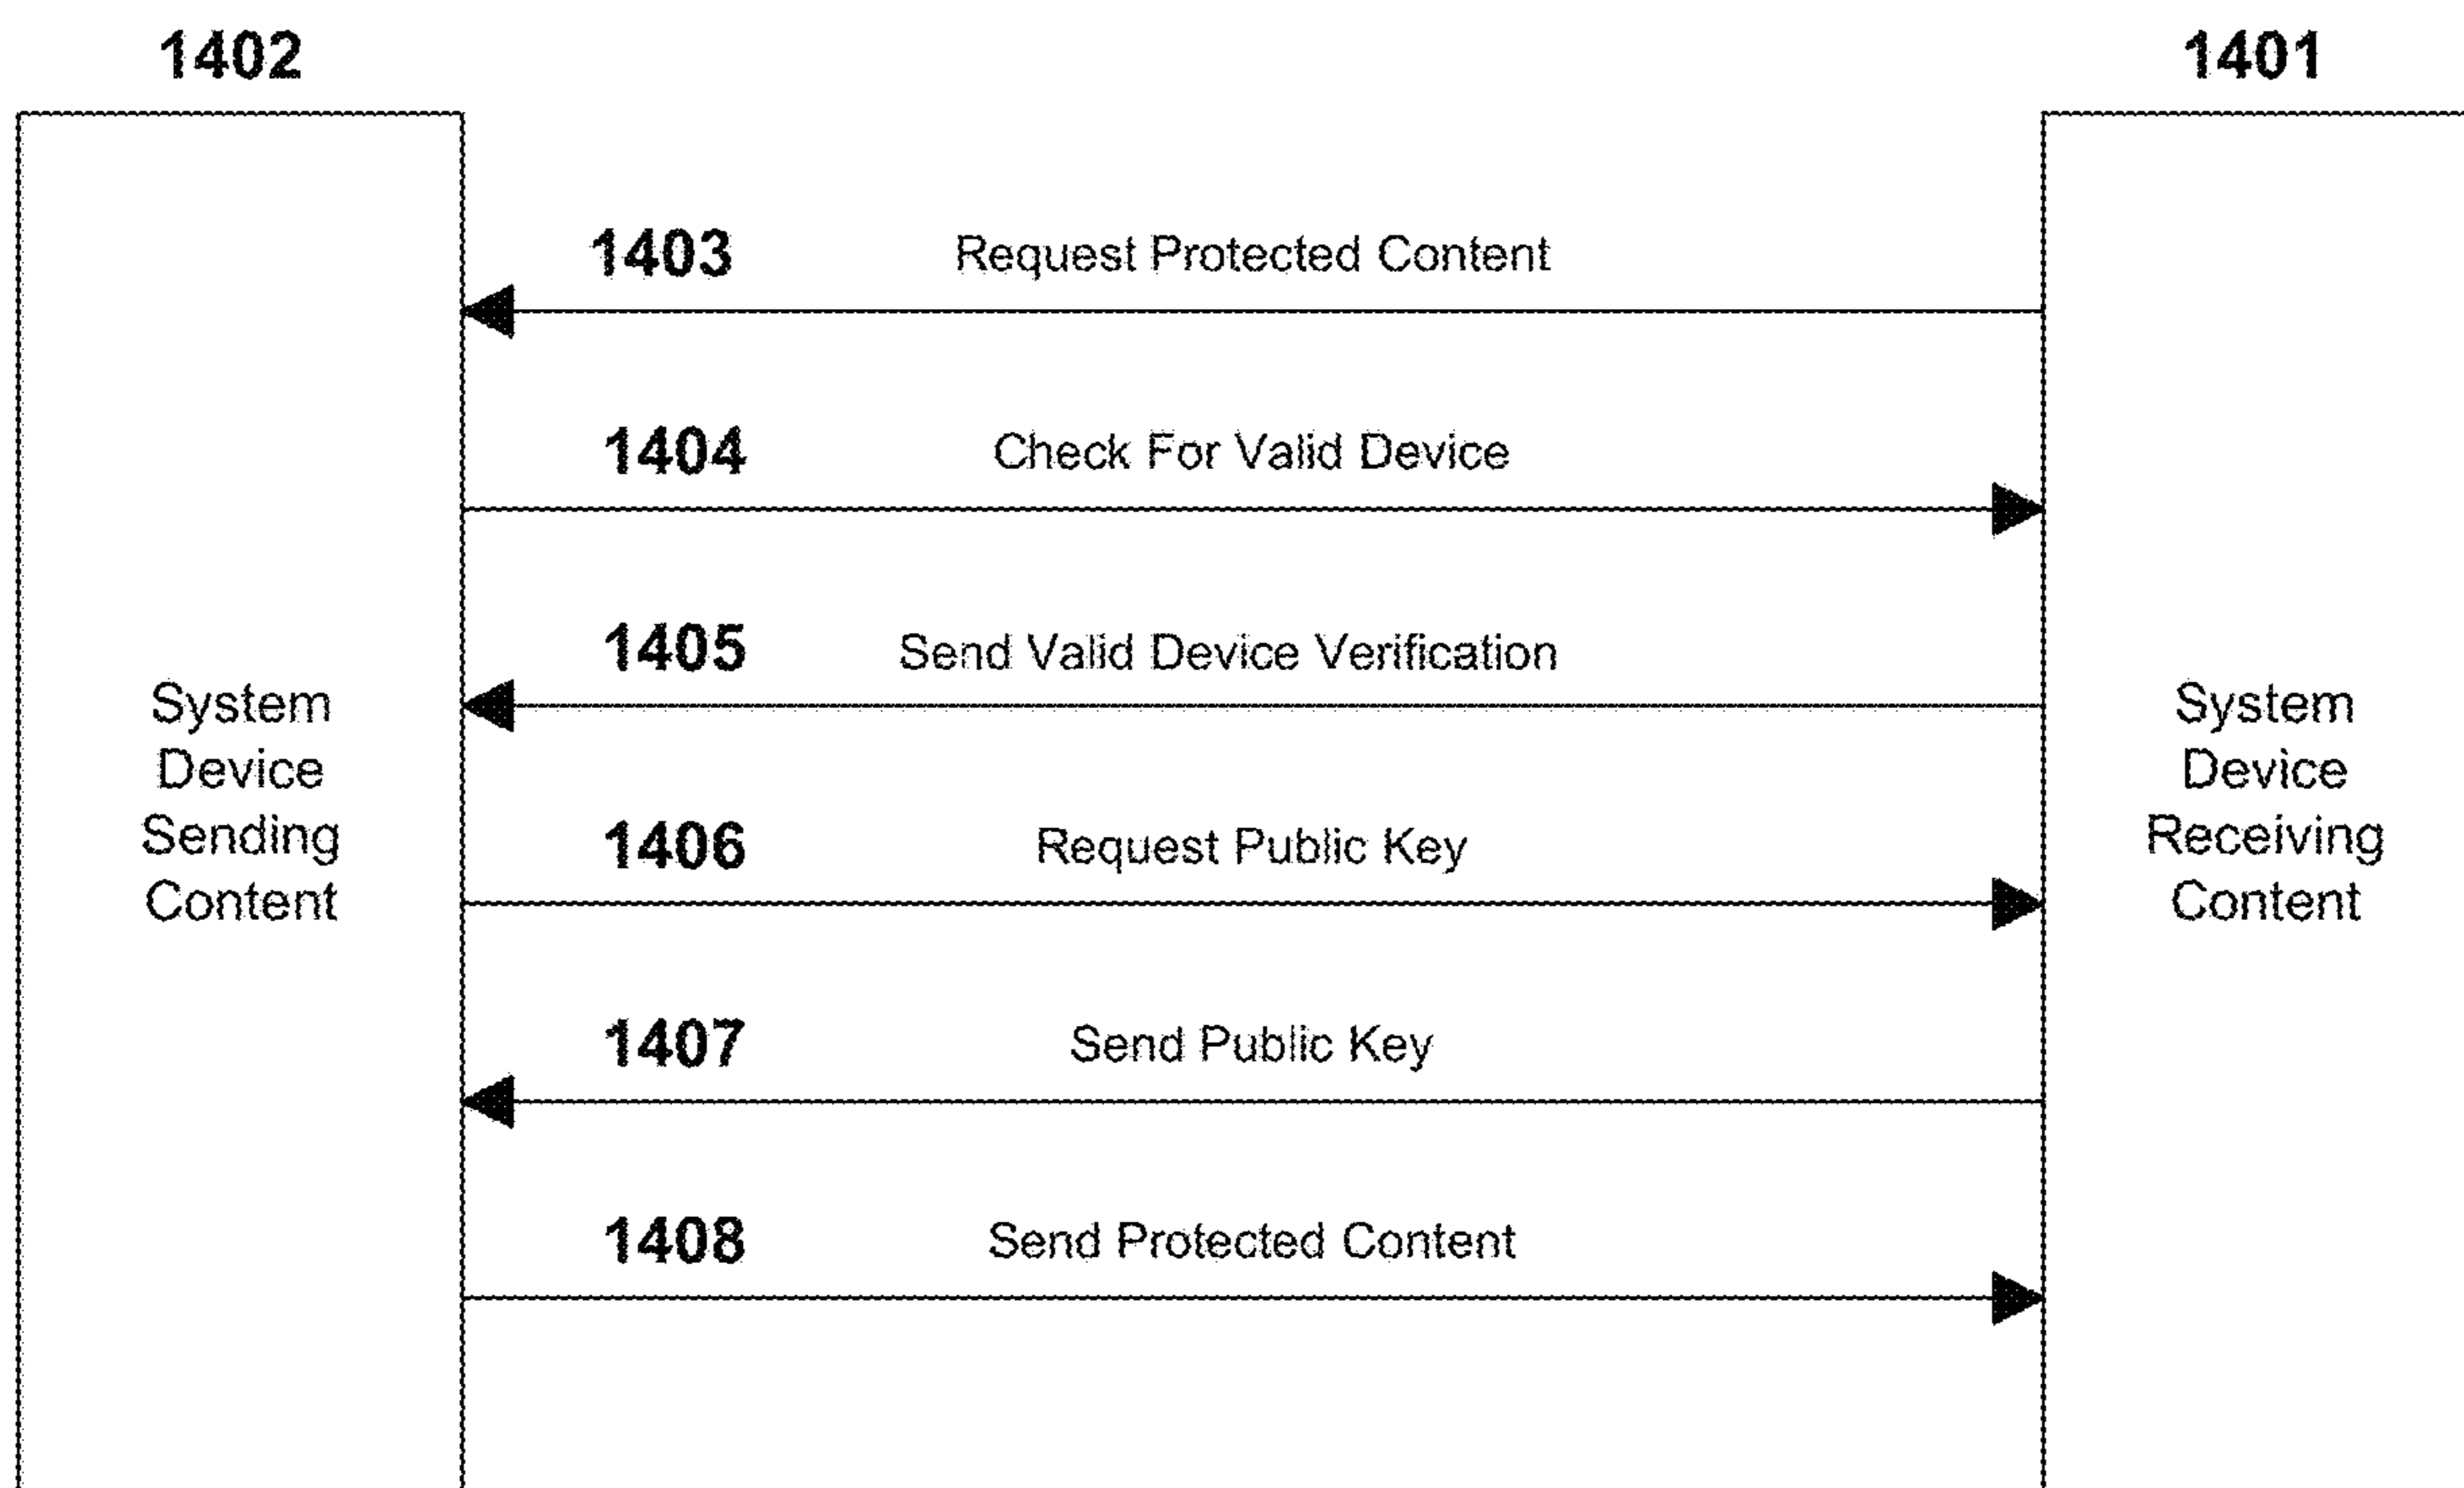 1402
1401
1403 Request Protected Content
1404 Check For Valid Device
1405 Send Valid Device Verification
System
Device
Sending
Content
1406 Request Public Key
System
Device
Receiving
Content
1407 Send Public Key
1408 Send Protected Content